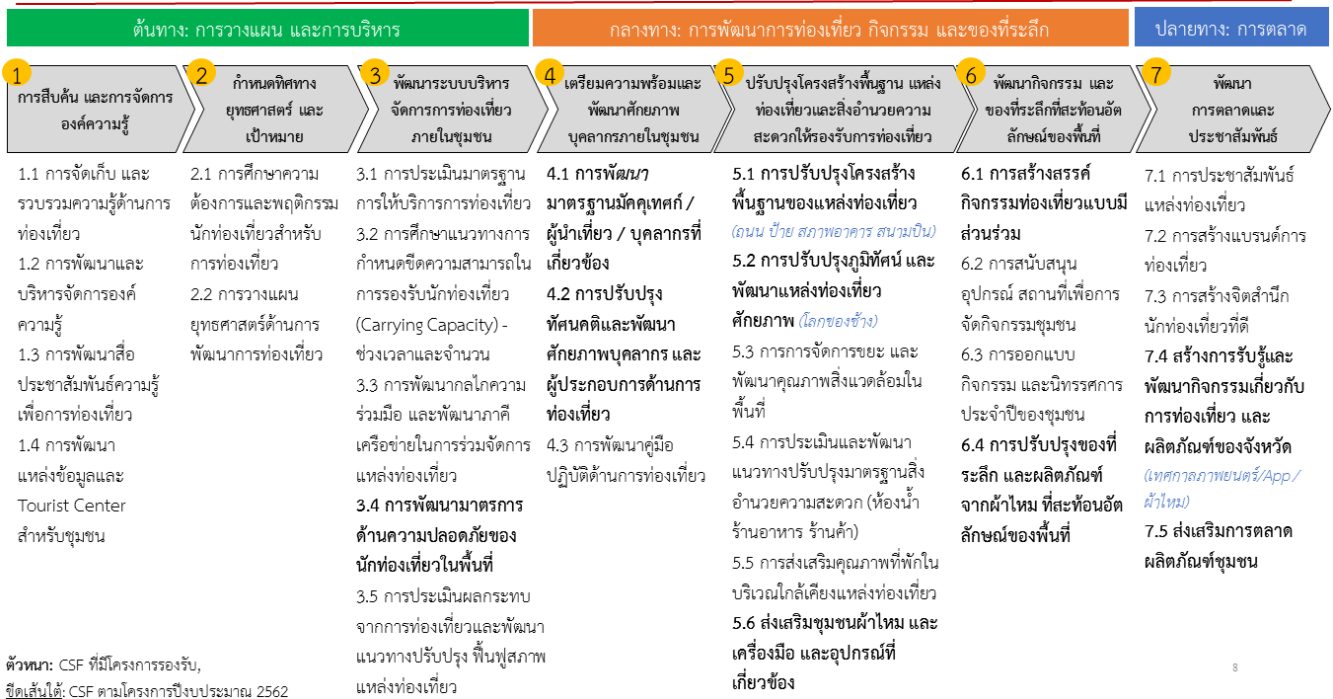 ต้นทาง: การวางแผน และการบริหาร
กลางทาง: การพัฒนาการท่องเที่ยว กิจกรรม และของที่ระลึก
ปลายทาง: การตลาด
1
การสืบค้น และการจัดการ
องค์ความรู้
2
กำหนดทิศทาง
ยุทธศาสตร์ และ
เป้าหมาย
3
พัฒนาระบบบริหาร
จัดการการท่องเที่ยว
ภายในชุมชน
4
เตรียมความพร้อมและ
พัฒนาศักยภาพ
บุคลากรภายในชุมชน
5
ปรับปรุงโครงสร้างพื้นฐาน แหล่ง
ท่องเที่ยวและสิ่งอำนวยความ
สะดวกให้รองรับการท่องเที่ยว
6
พัฒนากิจกรรม และ
ของที่ระลึกที่สะท้อนอัต
ลักษณ์ของพื้นที่
7
พัฒนา
การตลาดและ
ประชาสัมพันธ์
1.1 การจัดเก็บ และ
รวบรวมความรู้ด้านการ
ท่องเที่ยว
1.2 การพัฒนาและ
บริหารจัดการองค์
ความรู้
1.3 การพัฒนาสื่อ
ประชาสัมพันธ์ความรู้
เพื่อการท่องเที่ยว
1.4 การพัฒนา
แหล่งข้อมูลและ
Tourist Center
สำหรับชุมชน
2.1 การศึกษาความ
ต้องการและพฤติกรรม
นักท่องเที่ยวสำหรับ
การท่องเที่ยว
2.2 การวางแผน
ยุทธศาสตร์ด้านการ
พัฒนาการท่องเที่ยว
3.1 การประเมินมาตรฐาน
การให้บริการการท่องเที่ยว
3.2 การศึกษาแนวทางการ
กำหนดขีดความสามารถใน
การรองรับนักท่องเที่ยว
(Carrying Capacity) -
ช่วงเวลาและจำนวน
3.3 การพัฒนากลไกความ
ร่วมมือ และพัฒนาภาคี
เครือข่ายในการร่วมจัดการ
แหล่งท่องเที่ยว
3.4 การพัฒนามาตรการ
ด้านความปลอดภัยของ
นักท่องเที่ยวในพื้นที่
3.5 การประเมินผลกระทบ
จากการท่องเที่ยวและพัฒนา
แนวทางปรับปรุง ฟื้นฟูสภาพ
แหล่งท่องเที่ยว
4.1 การพัฒนา
มาตรฐานมัคคุเทศก์ /
ผู้นำเที่ยว / บุคลากรที่
เกี่ยวข้อง
4.2 การปรับปรุง
ทัศนคติและพัฒนา
ศักยภาพบุคลากร และ
ผู้ประกอบการด้านการ
ท่องเที่ยว
4.3 การพัฒนาคู่มือ
ปฏิบัติด้านการท่องเที่ยว
5.1 การปรับปรุงโครงสร้าง
พื้นฐานของแหล่งท่องเที่ยว
(ถนน ป้าย สภาพอาคาร สนามบิน)
5.2 การปรับปรุงภูมิทัศน์ และ
พัฒนาแหล่งท่องเที่ยว
ศักยภาพ (โลกของช้าง)
5.3 การการจัดการขยะ และ
พัฒนาคุณภาพสิ่งแวดล้อมใน
พื้นที่
5.4 การประเมินและพัฒนา
แนวทางปรับปรุงมาตรฐานสิ่ง
อำนวยความสะดวก (ห้องน้ำ
ร้านอาหาร ร้านค้า)
5.5 การส่งเสริมคุณภาพที่พักใน
บริเวณใกล้เคียงแหล่งท่องเที่ยว
5.6 ส่งเสริมชุมชนผ้าไหม และ
เครื่องมือ และอุปกรณ์ที่
เกี่ยวข้อง
6.1 การสร้างสรรค์
กิจกรรมท่องเที่ยวแบบมี
ส่วนร่วม
6.2 การสนับสนุน
อุปกรณ์ สถานที่เพื่อการ
จัดกิจกรรมชุมชน
6.3 การออกแบบ
กิจกรรม และนิทรรศการ
ประจำปีของชุมชน
6.4 การปรับปรุงของที่
ระลึก และผลิตภัณฑ์
จากผ้าไหม ที่สะท้อนอัต
ลักษณ์ของพื้นที่
7.1 การประชาสัมพันธ์
แหล่งท่องเที่ยว
7.2 การสร้างแบรนด์การ
ท่องเที่ยว
7.3 การสร้างจิตสำนึก
นักท่องเที่ยวที่ดี
7.4 สร้างการรับรู้และ
พัฒนากิจกรรมเกี่ยวกับ
การท่องเที่ยว และ
ผลิตภัณฑ์ของจังหวัด
(เทศกาลภาพยนตร์/App/
ผ้าไหม)
7.5 ส่งเสริมการตลาด
ผลิตภัณฑ์ชุมชน
ตัวหนา: CSF ที่มีโครงการรองรับ,
ขีดเส้นใต้: CSF ตามโครงการปีงบประมาณ 2562
8